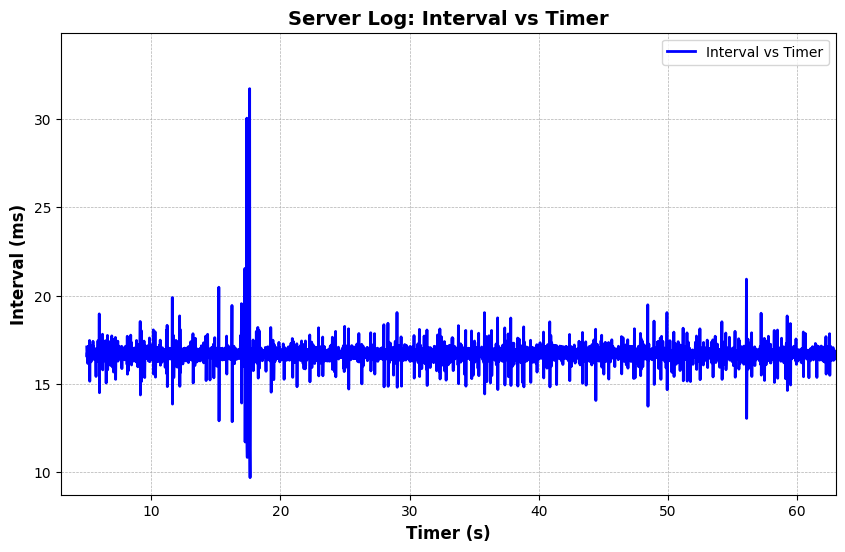 Server Log: Interval vs Timer
Interval vs Timer
30
25
20
15
10
Interval (ms)
10 20 30 40 50 60
Timer (s)